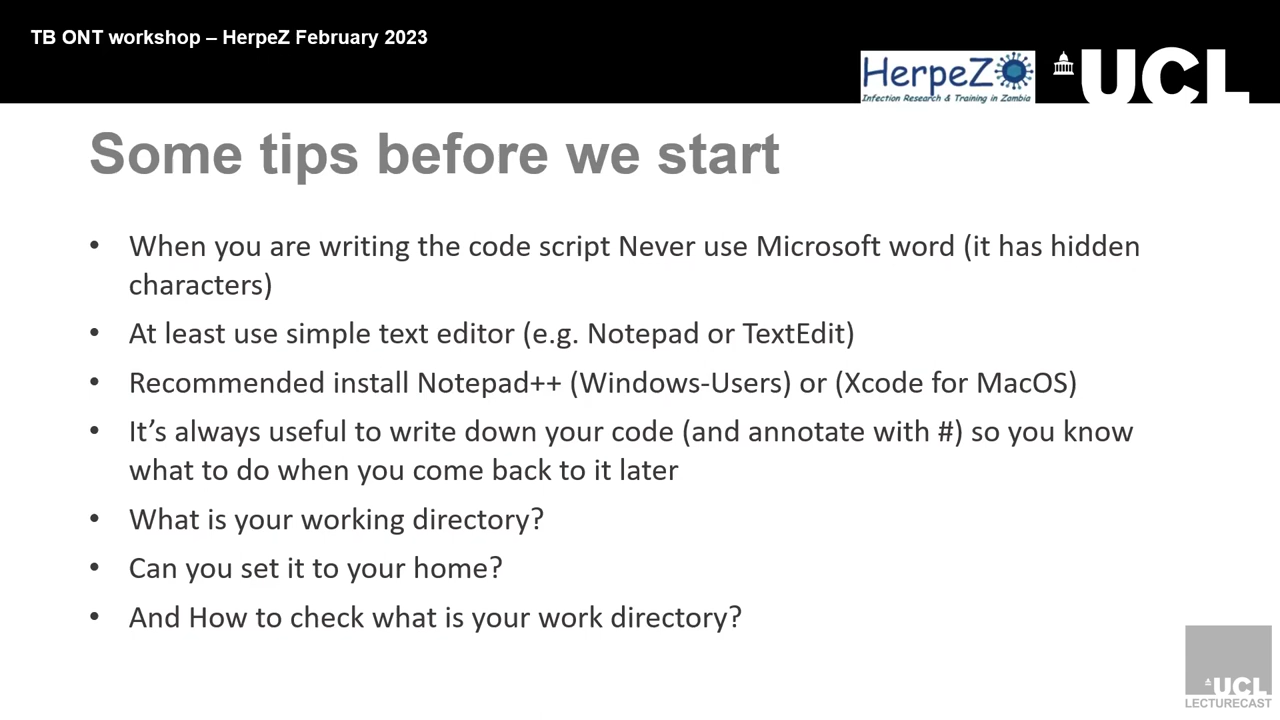 TB ONT workshop – HerpeZ February 2023
HerpeZ
Infection Research & Training in Zambia
UCL
Some tips before we start
• When you are writing the code script Never use Microsoft word (it has hidden
characters)
• At least use simple text editor (e.g. Notepad or TextEdit)
• Recommended install Notepad++ (Windows-Users) or (Xcode for MacOS)
• It’s always useful to write down your code (and annotate with #) so you know
what to do when you come back to it later
• What is your working directory?
• Can you set it to your home?
• And How to check what is your work directory?
UCL
LECTURECAST